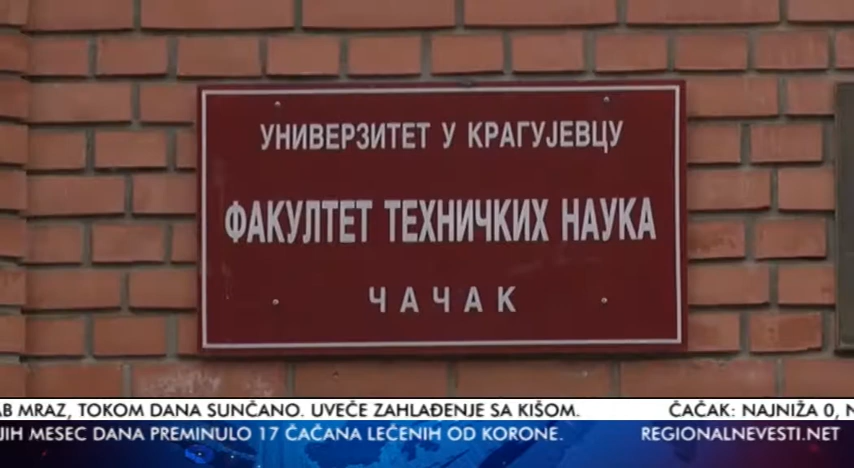 УНИВЕРЗИТЕТ У КРАГУЈЕВЦУ
ФАКУЛТЕТ ТЕХНИЧКИХ НАУКА
ЧАЧАК
MRAZ, TOKOM DANA SUNČANO. UVEČE ZAHLAĐENJE SA KIŠOM. ČAČAK: NAJNIŽA 0,
MESEC DANA PREMINULO 17 ČAČANA LEČENIH OD KORONE. REGIONALNEVESTI.NET